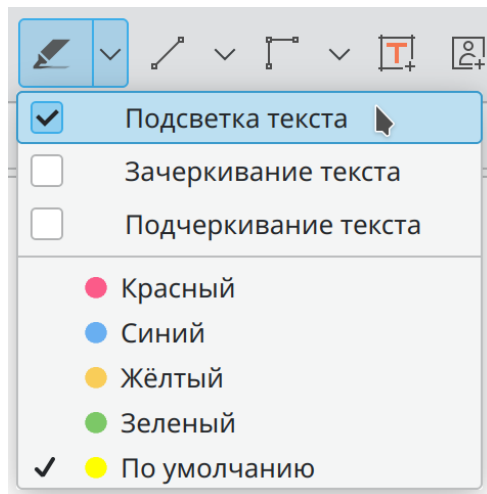 Подсветка текста
Зачеркивание текста
Подчеркивание текста
Красный
Синий
Жёлтый
Зеленый
По умолчанию